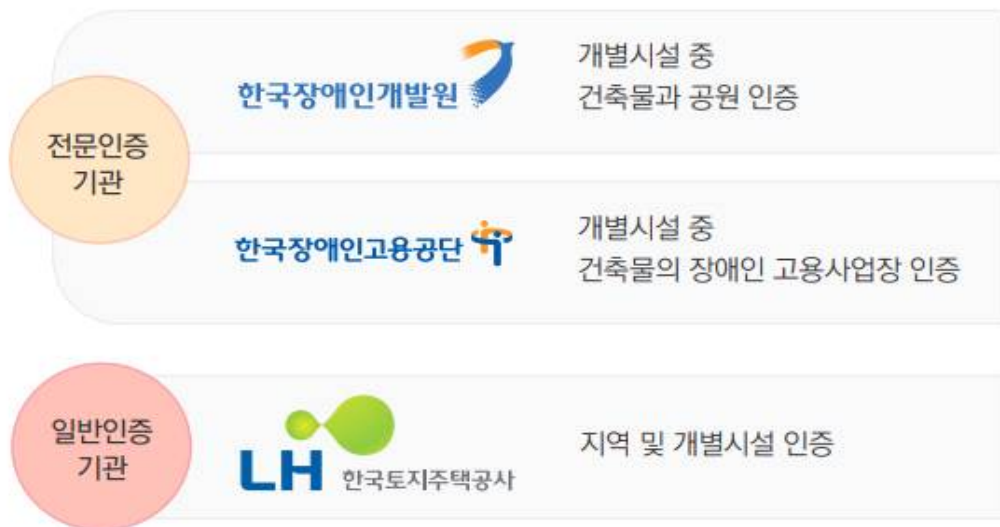 전문인증
기관
한국장애인개발원
개별시설 중
건축물과 공원 인증
한국장애인고용공단
개별시설 중
건축물의 장애인 고용사업장 인증
일반인증
기관
LH 한국토지주택공사
지역 및 개별시설 인증